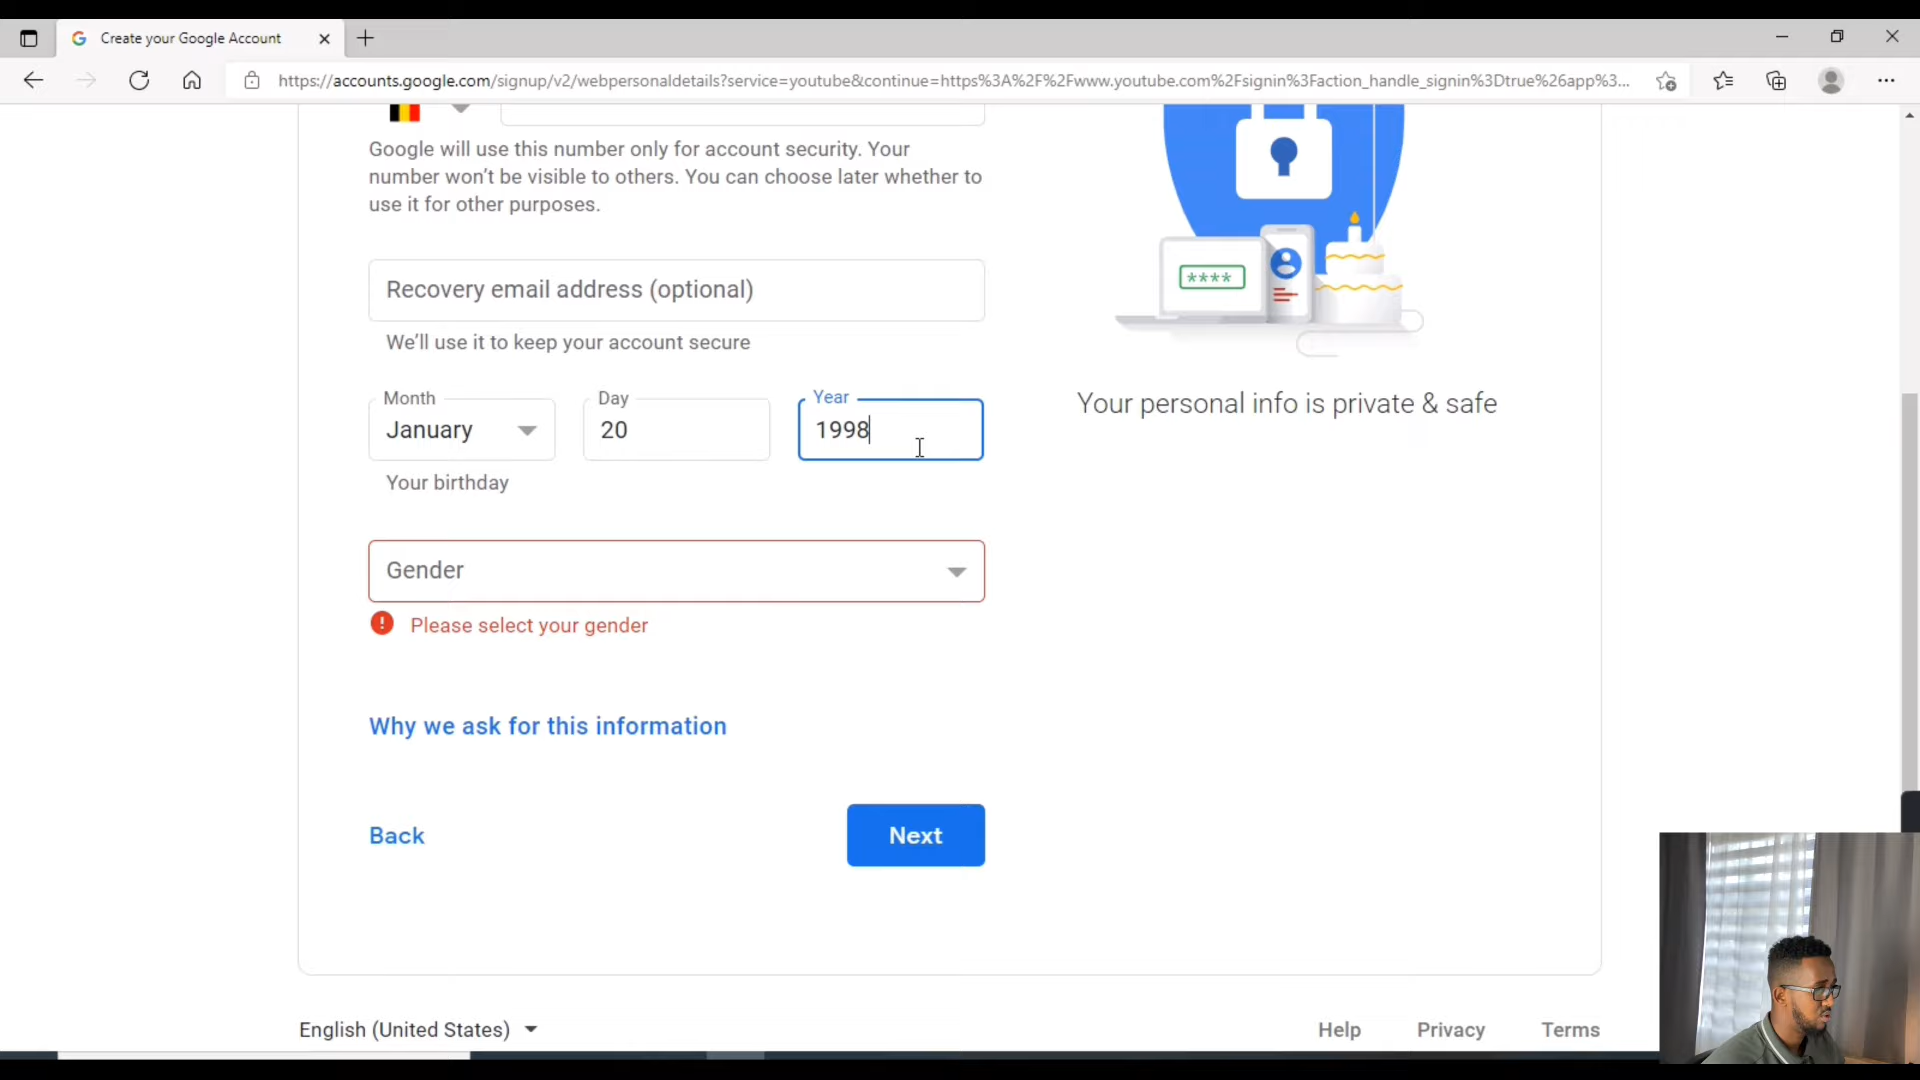 Create your Google Account
https://accounts.google.com/signup/v2/webpersonaldetails?service=youtube&continue=https%3A%2F%2Fwww.youtube.com%2Fsignin%3Faction_handle_signin%3Dtrue%26app%3...
Google will use this number only for account security. Your
number won't be visible to others. You can choose later whether to
use it for other purposes.
Recovery email address (optional)
We'll use it to keep your account secure
****
Your personal info is private & safe
Month
January
Day
20
Year
1998
Your birthday
Gender
Please select your gender
Why we ask for this information
Back
Next
English (United States)
Help
Privacy
Terms